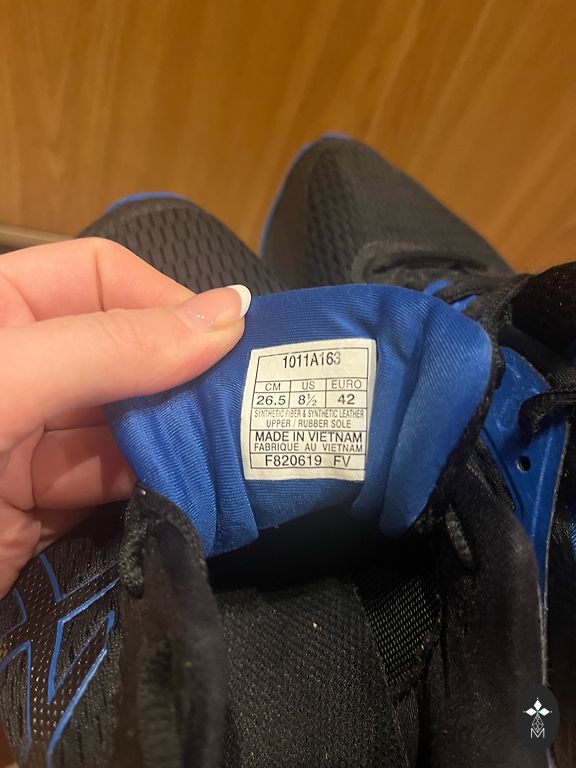 1011A163
CM US EURO
26.5 8½ 42
SYNTHETIC FIBER & SYNTHETIC LEATHER
UPPER / RUBBER SOLE
MADE IN VIETNAM
FABRIQUE AU VIETNAM
F820619 FV
M